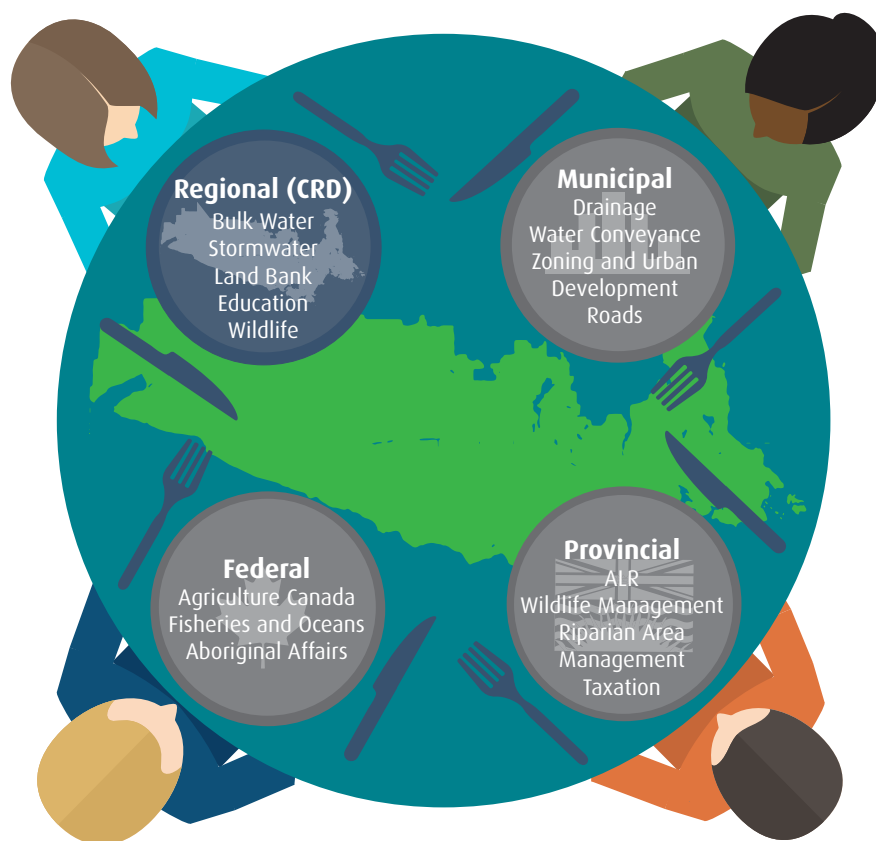 Regional (CRD)
Bulk Water
Stormwater
Land Bank
Education
Wildlife
Municipal
Drainage
Water Conveyance
Zoning and Urban
Development
Roads
Federal
Agriculture Canada
Fisheries and Oceans
Aboriginal Affairs
Provincial
ALR
Wildlife Management
Riparian Area
Management
Taxation